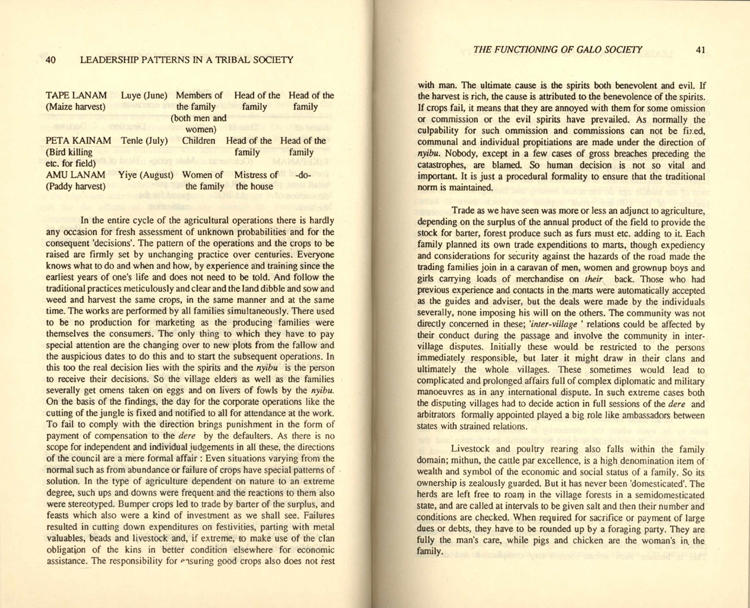 40 LEADERSHIP PATTERNS IN A TRIBAL SOCIETY
TAPE LANAM Luye (June) Members of Head of the Head of the
(Maize harvest) the family family family
(both men and
women)
PETA KAINAM Tenle (July) Children Head of the Head of the
(Bird killing family family
etc. for field)
AMU LANAM Yiye (August) Women of Mistress of -do-
(Paddy harvest) the family the house
In the entire cycle of the agricultural operations there is hardly
any occasion for fresh assessment of unknown probabilities and for the
consequent 'decisions'. The pattern of the operations and the crops to be
raised are firmly set by unchanging practice over centuries. Everyone
knows what to do and when and how, by experience and training since the
earliest years of one's life and does not need to be told. And follow the
traditional practices meticulously and clear and the land dibble and sow and
weed and harvest the same crops, in the same manner and at the same
time. The works are performed by all families simultaneously. There used
to be no production for marketing as the producing families were
themselves the consumers. The only thing to which they have to pay
special attention are the changing over to new plots from the fallow and
the auspicious dates to do this and to start the subsequent operations. In
this too the real decision lies with the spirits and the nyibu is the person
to receive their decisions. So the village elders as well as the families
severally get omens taken on eggs and on livers of fowls by the nyibu.
On the basis of the findings, the day for the corporate operations like the
cutting of the jungle is fixed and notified to all for attendance at the work.
To fail to comply with the direction brings punishment in the form of
payment of compensation to the dere by the defaulters. As there is no
scope for independent and individual judgements in all these, the directions
of the council are a mere formal affair : Even situations varying from the
normal such as from abundance or failure of crops have special patterns of
solution. In the type of agriculture dependent on nature to an extreme
degree, such ups and downs were frequent and the reactions to them also
were stereotyped. Bumper crops led to trade by barter of the surplus, and
feasts which also were a kind of investment as we shall see. Failures
resulted in cutting down expenditures on festivities, parting with metal
valuables, beads and livestock and, if extreme, to make use of the clan
obligation of the kins in better condition elsewhere for economic
assistance. The responsibility for ensuring good crops also does not rest
THE FUNCTIONING OF GALO SOCIETY 41
with man. The ultimate cause is the spirits both benevolent and evil. If
the harvest is rich, the cause is attributed to the benevolence of the spirits.
If crops fail, it means that they are annoyed with them for some omission
or commission or the evil spirits have prevailed. As normally the
culpability for such ommission and commissions can not be fixed,
communal and individual propitiations are made under the direction of
nyibu. Nobody, except in a few cases of gross breaches preceding the
catastrophes, are blamed. So human decision is not so vital and
important. It is just a procedural formality to ensure that the traditional
norm is maintained.
Trade as we have seen was more or less an adjunct to agriculture,
depending on the surplus of the annual product of the field to provide the
stock for barter, forest produce such as furs must etc. adding to it. Each
family planned its own trade expenditions to marts, though expediency
and considerations for security against the hazards of the road made the
trading families join in a caravan of men, women and grownup boys and
girls carrying loads of merchandise on their back. Those who had
previous experience and contacts in the marts were automatically accepted
as the guides and adviser, but the deals were made by the individuals
severally, none imposing his will on the others. The community was not
directly concerned in these; 'inter-village ' relations could be affected by
their conduct during the passage and involve the community in inter-
village disputes. Initially these would be restricted to the persons
immediately responsible, but later it might draw in their clans and
ultimately the whole villages. These sometimes would lead to
complicated and prolonged affairs full of complex diplomatic and military
manoeuvres as in any international dispute. In such extreme cases both
the disputing villages had to decide action in full sessions of the dere and
arbitrators formally appointed played a big role like ambassadors between
states with strained relations.
Livestock and poultry rearing also falls within the family
domain; mithun, the cattle par excellence, is a high denomination item of
wealth and symbol of the economic and social status of a family. So its
ownership is zealously guarded. But it has never been 'domesticated'. The
herds are left free to roam in the village forests in a semidomesticated
state, and are called at intervals to be given salt and then their number and
conditions are checked. When required for sacrifice or payment of large
dues or debts, they have to be rounded up by a foraging party. They are
fully the man's care, while pigs and chicken are the woman's in the
family.